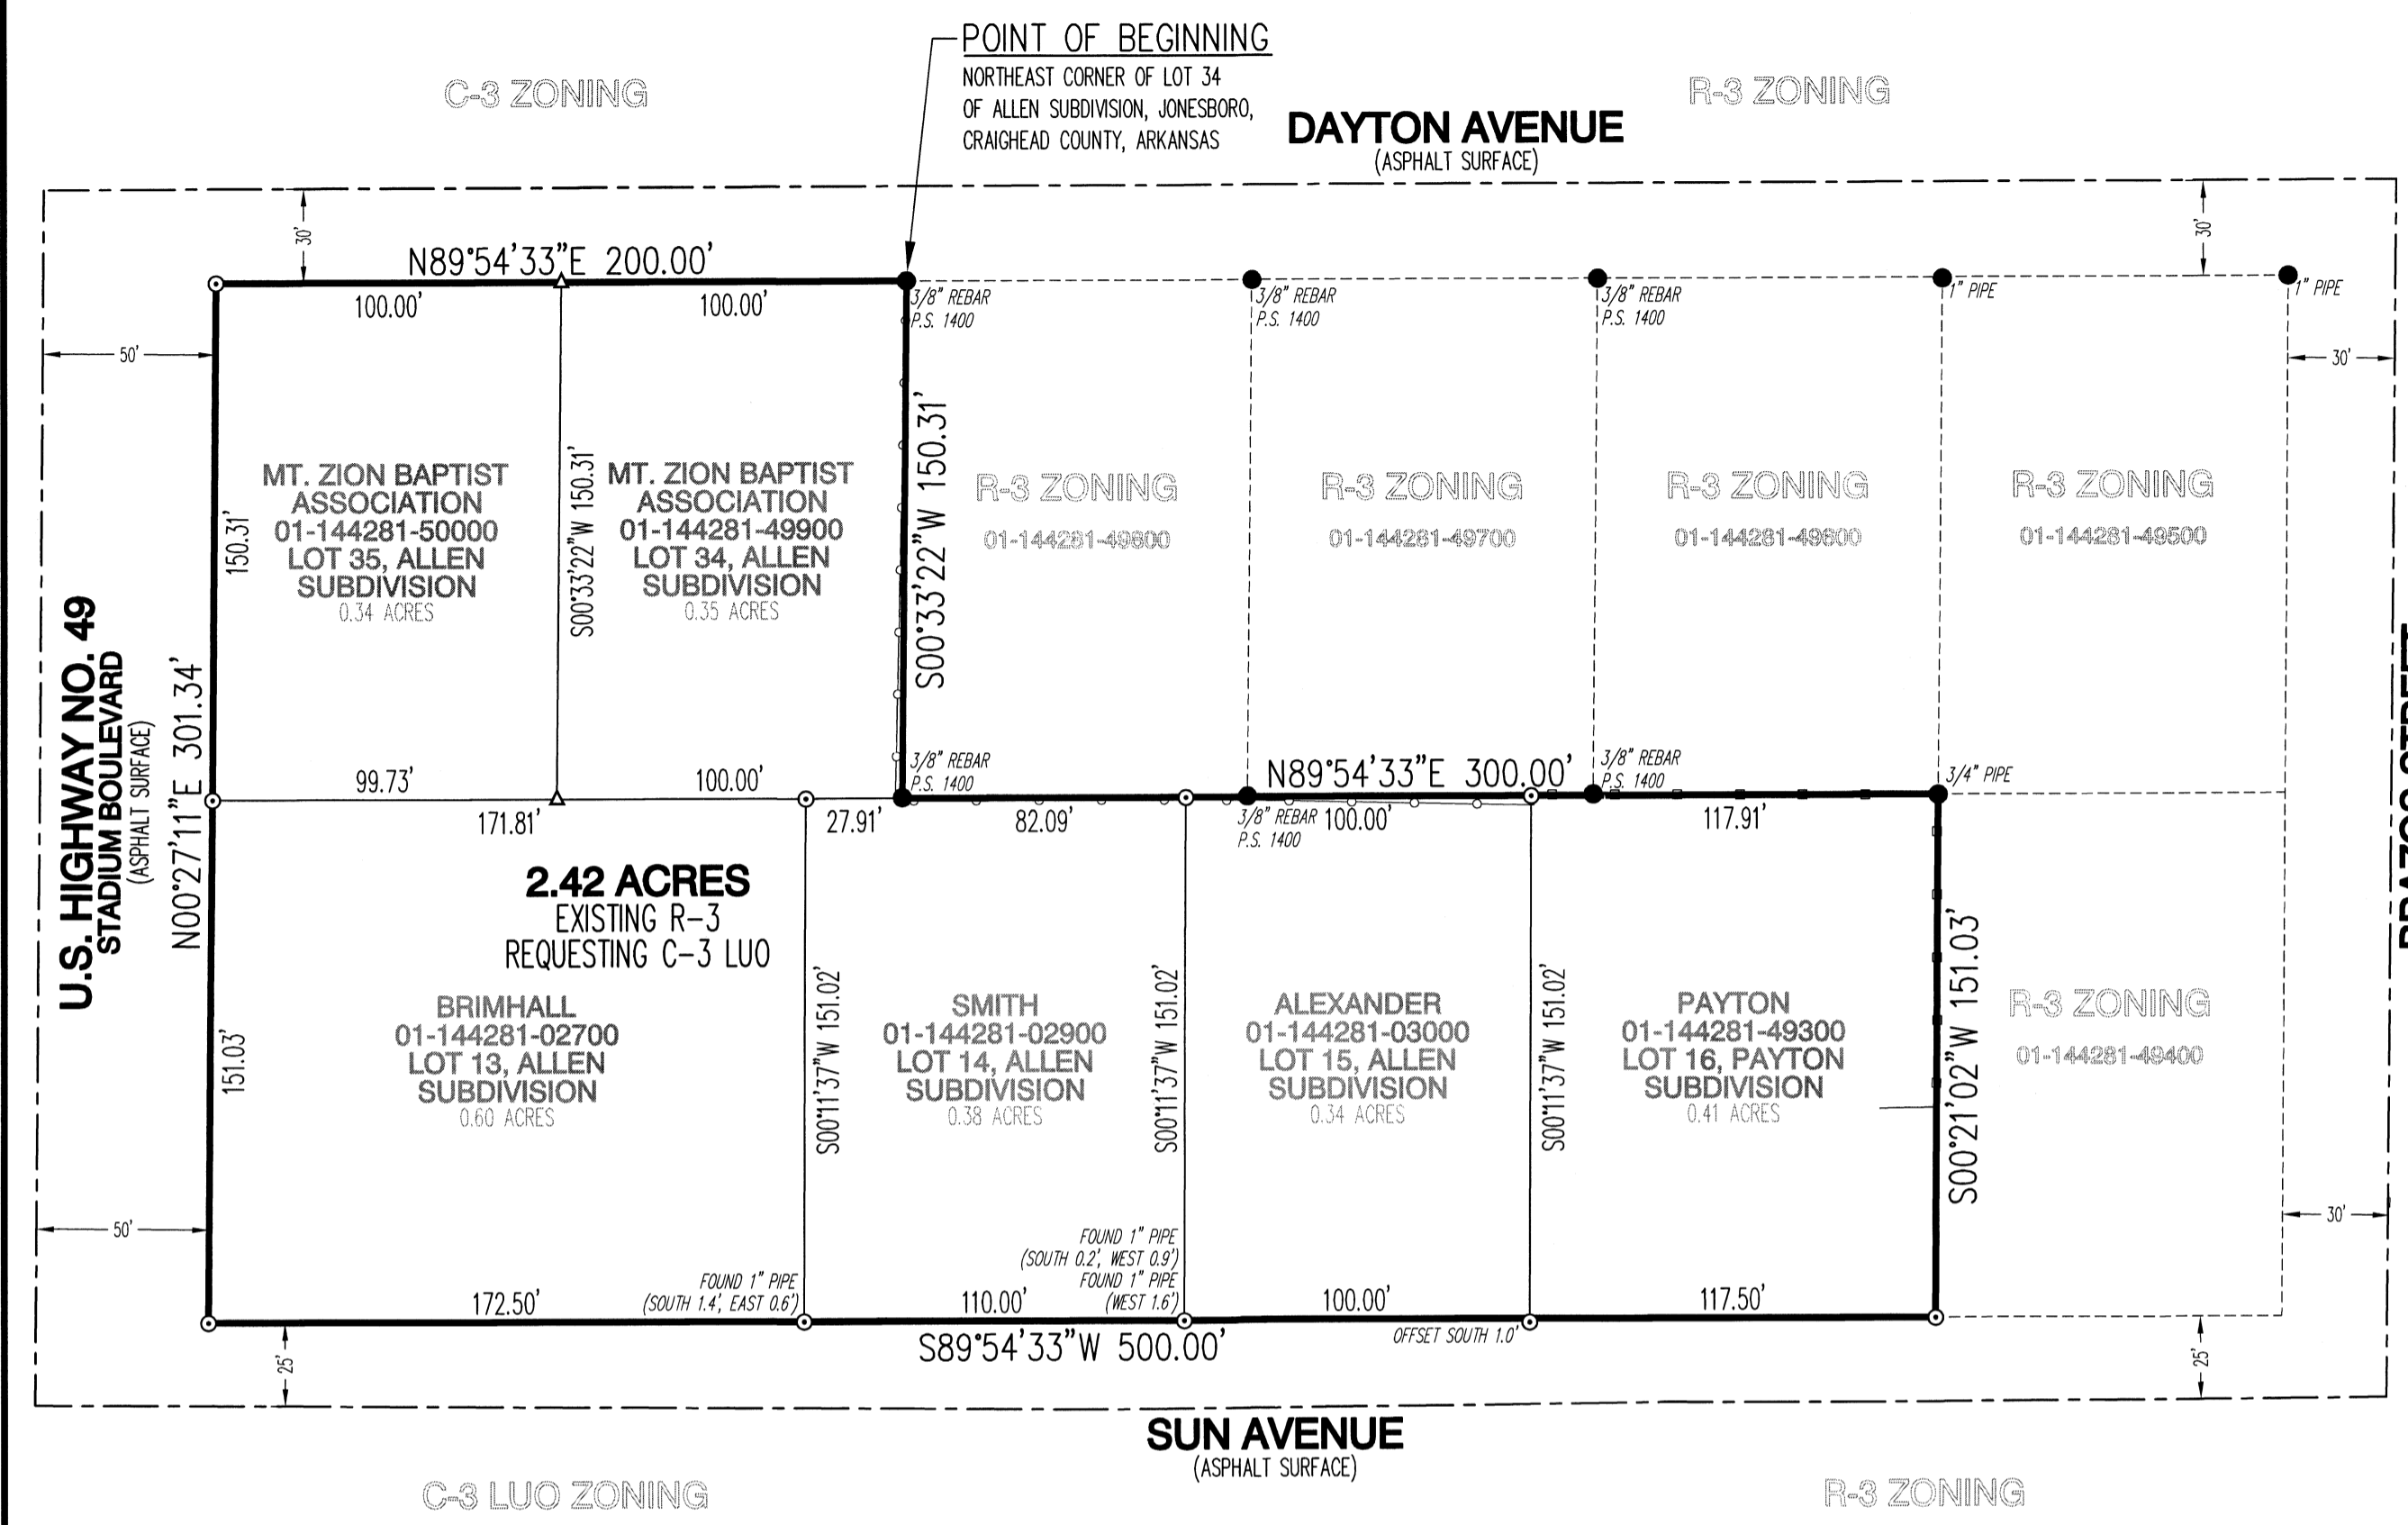 POINT OF BEGINNING
NORTHEAST CORNER OF LOT 34
OF ALLEN SUBDIVISION, JONESBORO,
CRAIGHEAD COUNTY, ARKANSAS
C-3 ZONING
R-3 ZONING
DAYTON AVENUE
(ASPHALT SURFACE)
30'
30'
N89°54'33"E 200.00'
100.00'
100.00'
3/8" REBAR
P.S. 1400
3/8" REBAR
P.S. 1400
3/8" REBAR
P.S. 1400
1" PIPE
1" PIPE
50'
30'
MT. ZION BAPTIST
ASSOCIATION
01-144281-50000
LOT 35, ALLEN
SUBDIVISION
0.34 ACRES
150.31'
S00°33'22"W 150.31'
MT. ZION BAPTIST
ASSOCIATION
01-144281-49900
LOT 34, ALLEN
SUBDIVISION
0.35 ACRES
S00°33'22"W 150.31'
R-3 ZONING
R-3 ZONING
01-144281-49700
R-3 ZONING
R-3 ZONING
01-144281-49500
U.S. HIGHWAY NO. 49
STADIUM BOULEVARD
(ASPHALT SURFACE)
N00°27'11"E 301.34'
99.73'
100.00'
3/8" REBAR
P.S. 1400
N89°54'33"E 300.00'
3/8" REBAR
P.S. 1400
3/4" PIPE
171.81'
27.91'
82.09'
3/8" REBAR
P.S. 1400
100.00'
117.91'
2.42 ACRES
EXISTING R-3
REQUESTING C-3 LUO
151.03'
BRIMHALL
01-144281-02700
LOT 13, ALLEN
SUBDIVISION
0.60 ACRES
S00°11'37"W 151.02'
SMITH
01-144281-02900
LOT 14, ALLEN
SUBDIVISION
0.38 ACRES
S00°11'37"W 151.02'
ALEXANDER
01-144281-03000
LOT 15, ALLEN
SUBDIVISION
0.34 ACRES
S00°11'37"W 151.02'
PAYTON
01-144281-49300
LOT 16, PAYTON
SUBDIVISION
0.41 ACRES
S00°21'02"W 151.03'
R-3 ZONING
01-144281-49400
50'
30'
FOUND 1" PIPE
(SOUTH 1.4', EAST 0.6')
FOUND 1" PIPE
(SOUTH 0.2', WEST 0.9')
FOUND 1" PIPE
(WEST 1.6')
172.50'
110.00'
100.00'
117.50'
S89°54'33"W 500.00'
OFFSET SOUTH 1.0'
25'
25'
SUN AVENUE
(ASPHALT SURFACE)
C-3 LUO ZONING
R-3 ZONING